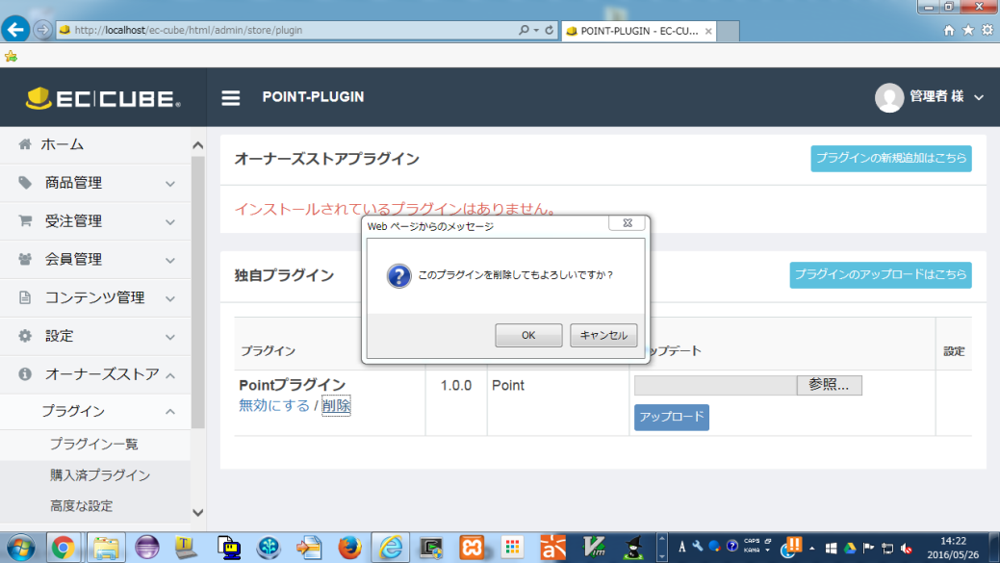 http://localhost/ec-cube/html/admin/store/plugin
POINT-PLUGIN - EC-CU...
EC CUBE
POINT-PLUGIN
管理者 様
ホーム
商品管理
受注管理
会員管理
コンテンツ管理
設定
オーナーズストア
プラグイン
プラグイン一覧
購入済プラグイン
高度な設定
オーナーズストアプラグイン
プラグインの新規追加はこちら
インストールされているプラグインはありません。
Web ページからのメッセージ
このプラグインを削除してもよろしいですか?
OK
キャンセル
独自プラグイン
プラグインのアップロードはこちら
プラグイン
ップデート
設定
Pointプラグイン
1.0.0
Point
参照...
無効にする / 削除
アップロード
A
CAPS
KANA
14:22
2016/05/26